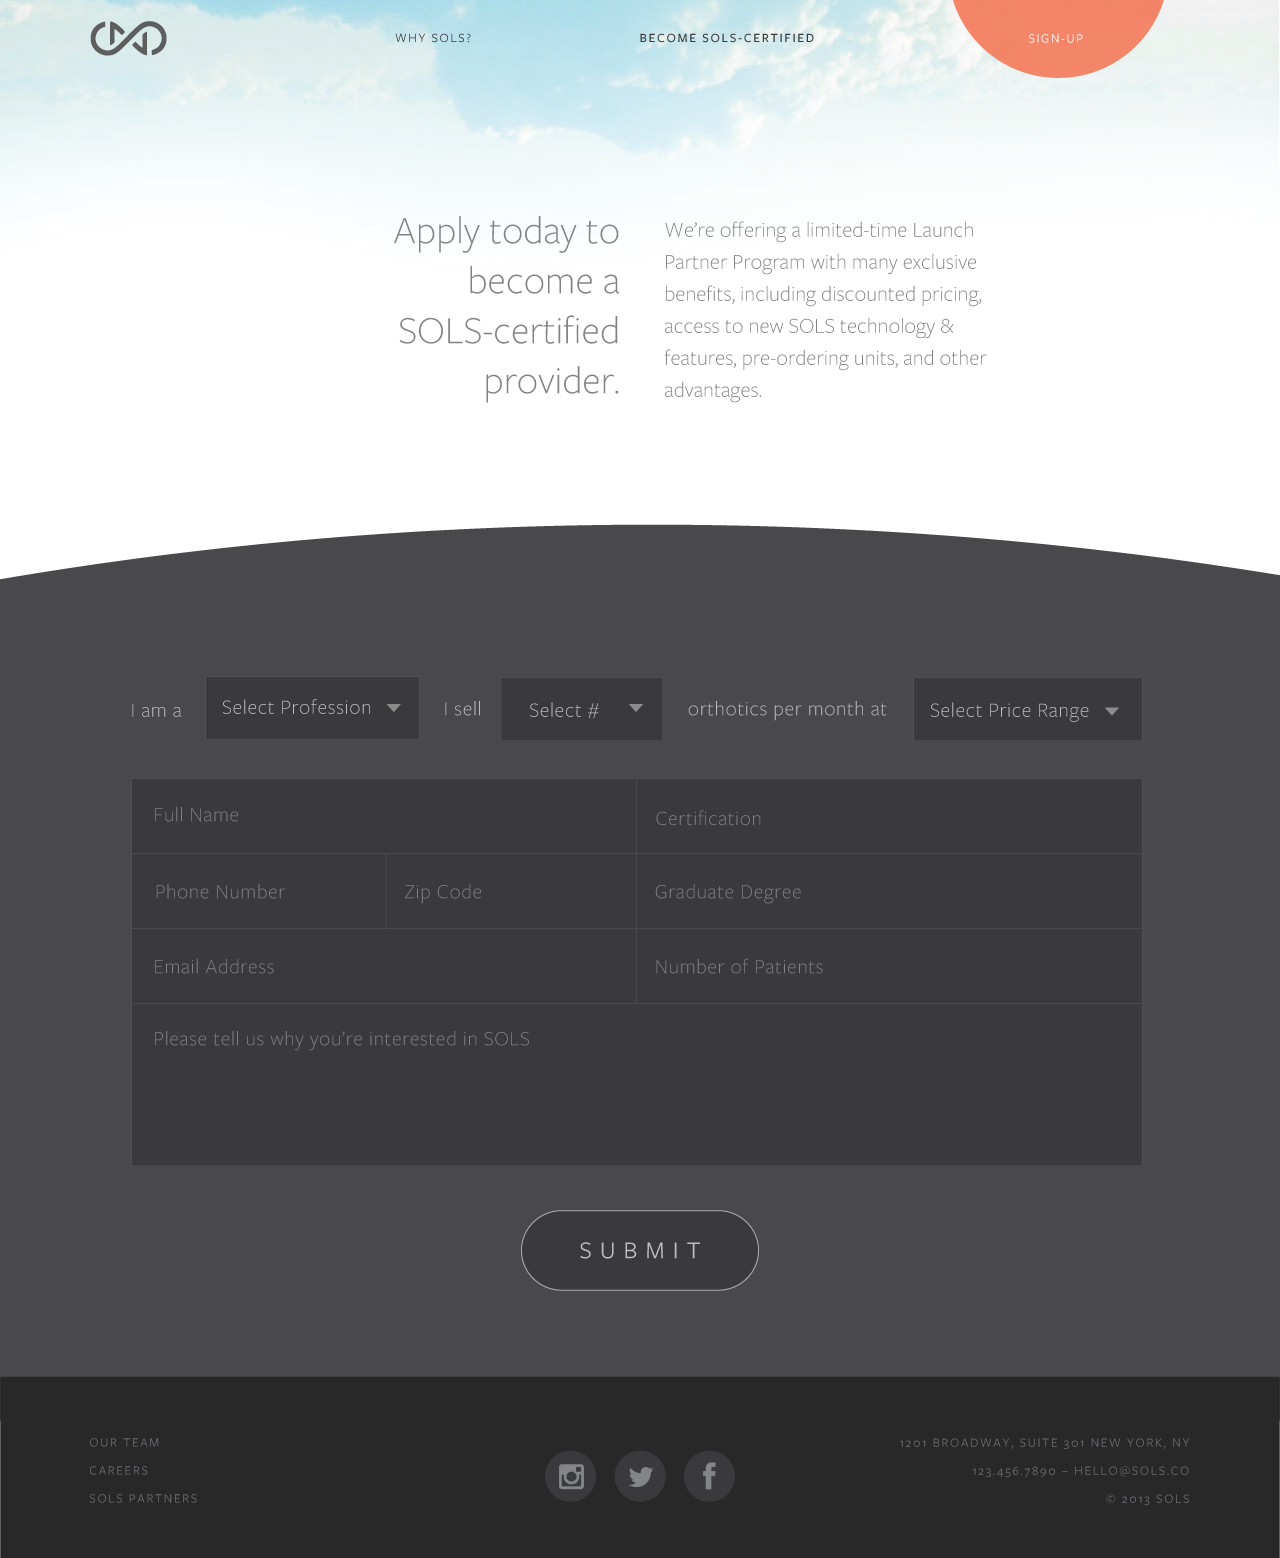 WHY SOLS?
BECOME SOLS-CERTIFIED
SIGN-UP
Apply today to
become a
SOLS-certified
provider.
We’re offering a limited-time Launch
Partner Program with many exclusive
benefits, including discounted pricing,
access to new SOLS technology &
features, pre-ordering units, and other
advantages.
I am a
Select Profession
I sell
Select #
orthotics per month at
Select Price Range
Full Name
Certification
Phone Number
Zip Code
Graduate Degree
Email Address
Number of Patients
Please tell us why you’re interested in SOLS
SUBMIT
OUR TEAM
CAREERS
SOLS PARTNERS
1201 BROADWAY, SUITE 301 NEW YORK, NY
123.456.7890 – HELLO@SOLS.CO
© 2013 SOLS